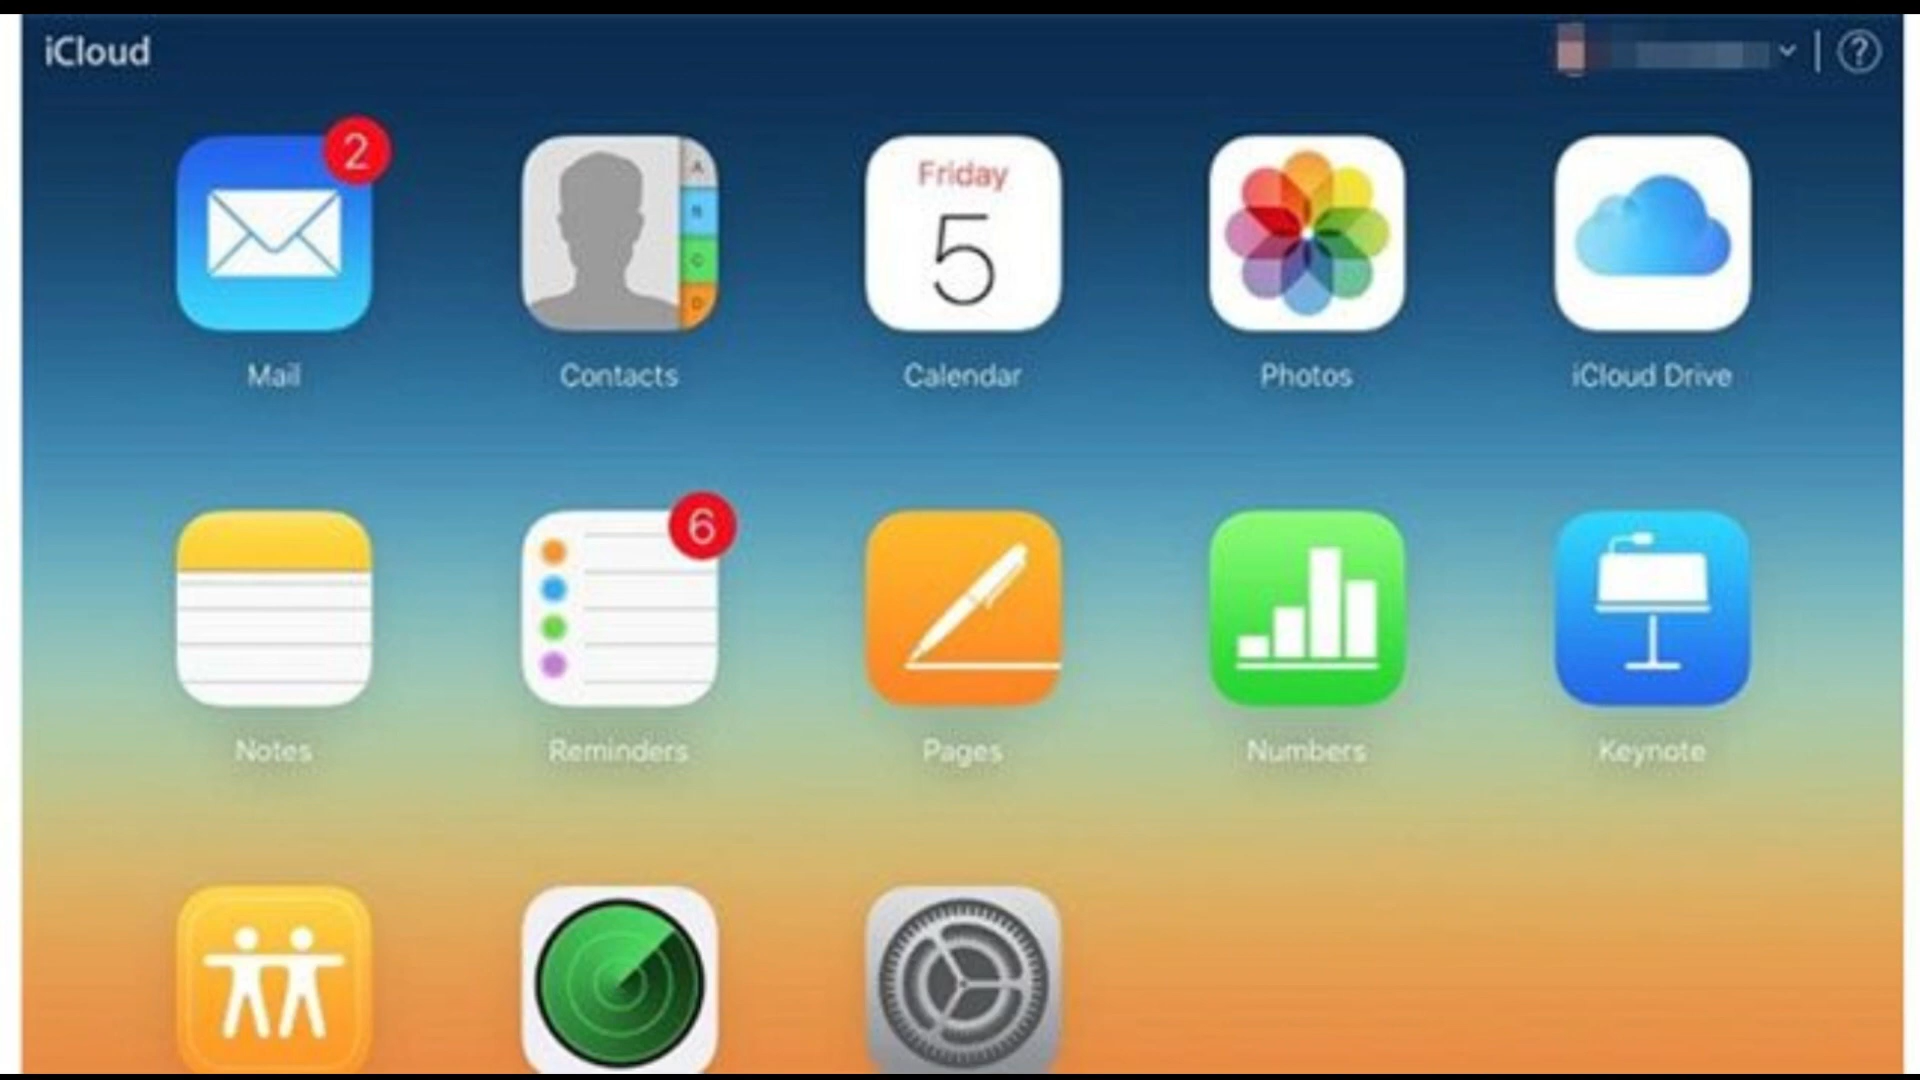 iCloud
?
2
A
B
C
D
Friday
5
Mail
Contacts
Calendar
Photos
iCloud Drive
6
Notes
Reminders
Pages
Numbers
Keynote